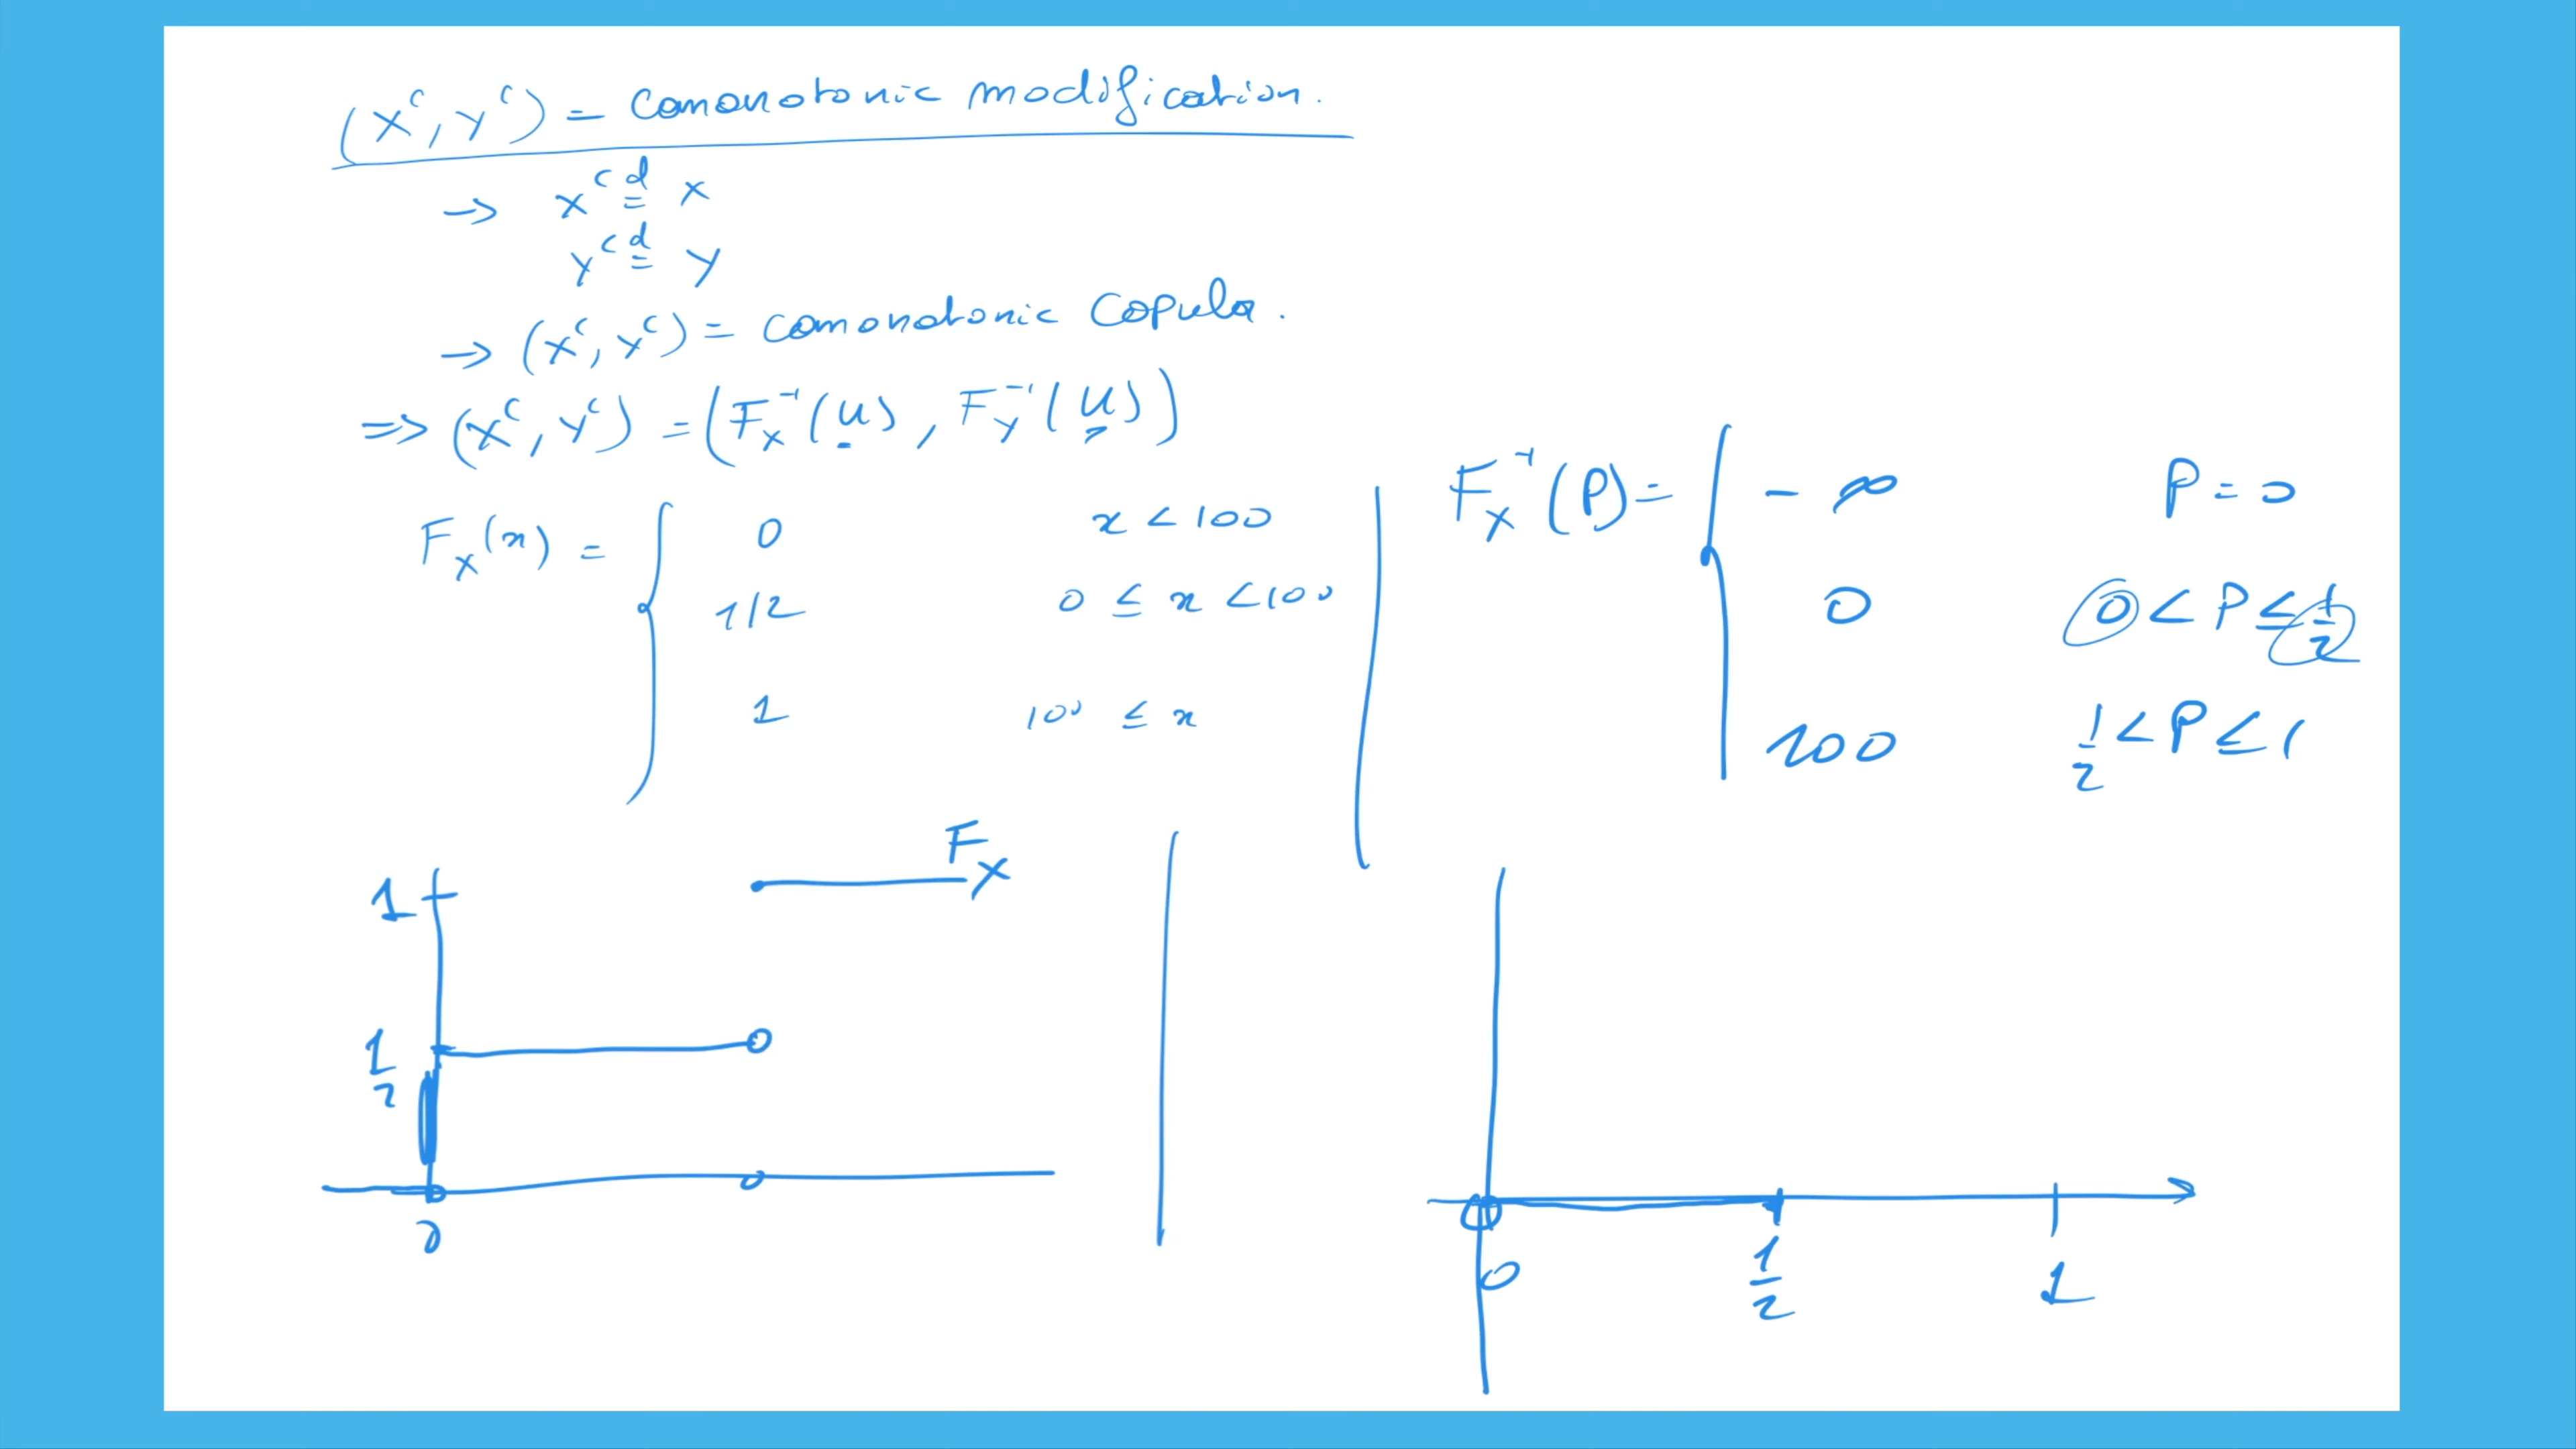 (X^c, Y^c) = Comonotonic modification.
→ X^c =^d X
Y^c =^d Y
→ (X^c, Y^c) = comonotonic Copula.
⇒ (X^c, Y^c) = (F_X^{-1}(U), F_Y^{-1}(U))
F_X(x) = { 0 x < 100
1/2 0 ≤ x < 100
1 100 ≤ x
F_X^{-1}(P) = { - ∞ P = 0
0 0 < P ≤ 1/2
100 1/2 < P ≤ 1
F_X
1
1/2
0
0 1/2 1